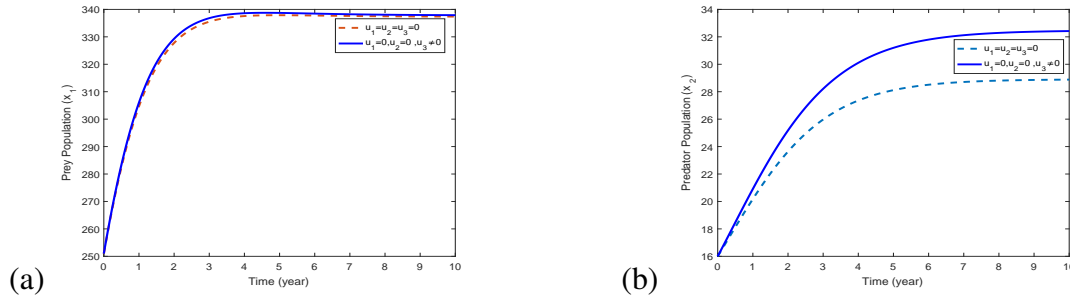 340
330
320
310
300
290
280
270
260
250
0 1 2 3 4 5 6 7 8 9 10
Time (year)
Prey Population (x₁)
u₁=u₂=u₃=0
u₁=0,u₂=0 ,u₃≠0
(a)
34
32
30
28
26
24
22
20
18
16
0 1 2 3 4 5 6 7 8 9 10
Time (year)
Predator Population (x₂)
u₁=u₂=u₃=0
u₁=0,u₂=0 ,u₃≠0
(b)